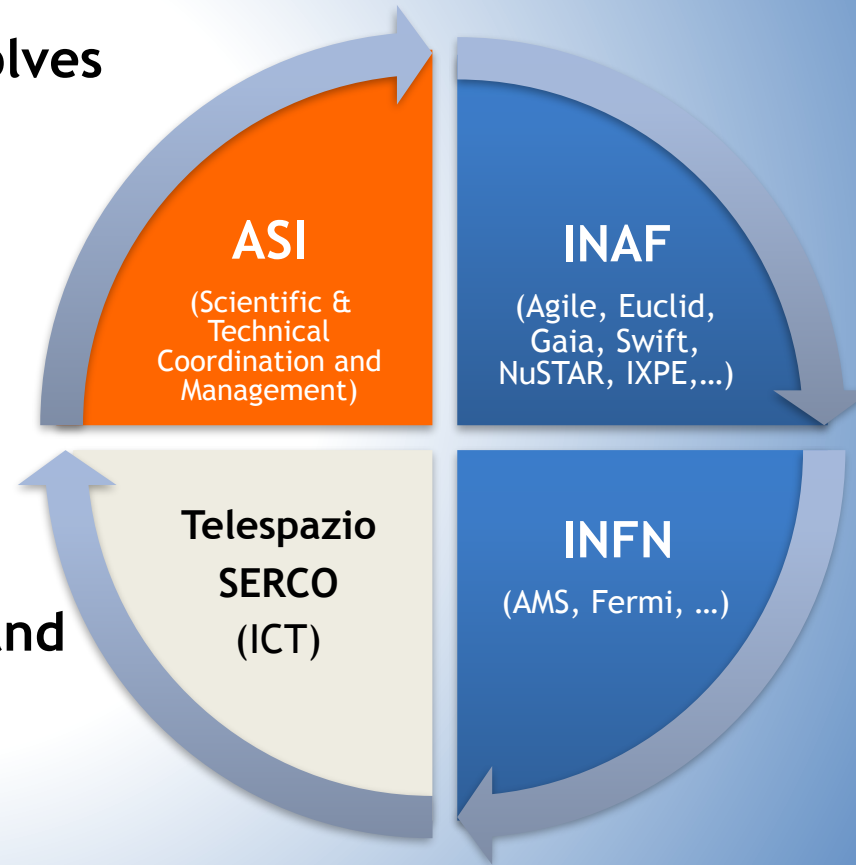 olves
ASI
(Scientific &
Technical
Coordination and
Management)
INAF
(Agile, Euclid,
Gaia, Swift,
NuSTAR, IXPE,…)
Telespazio
SERCO
(ICT)
INFN
(AMS, Fermi, …)
and